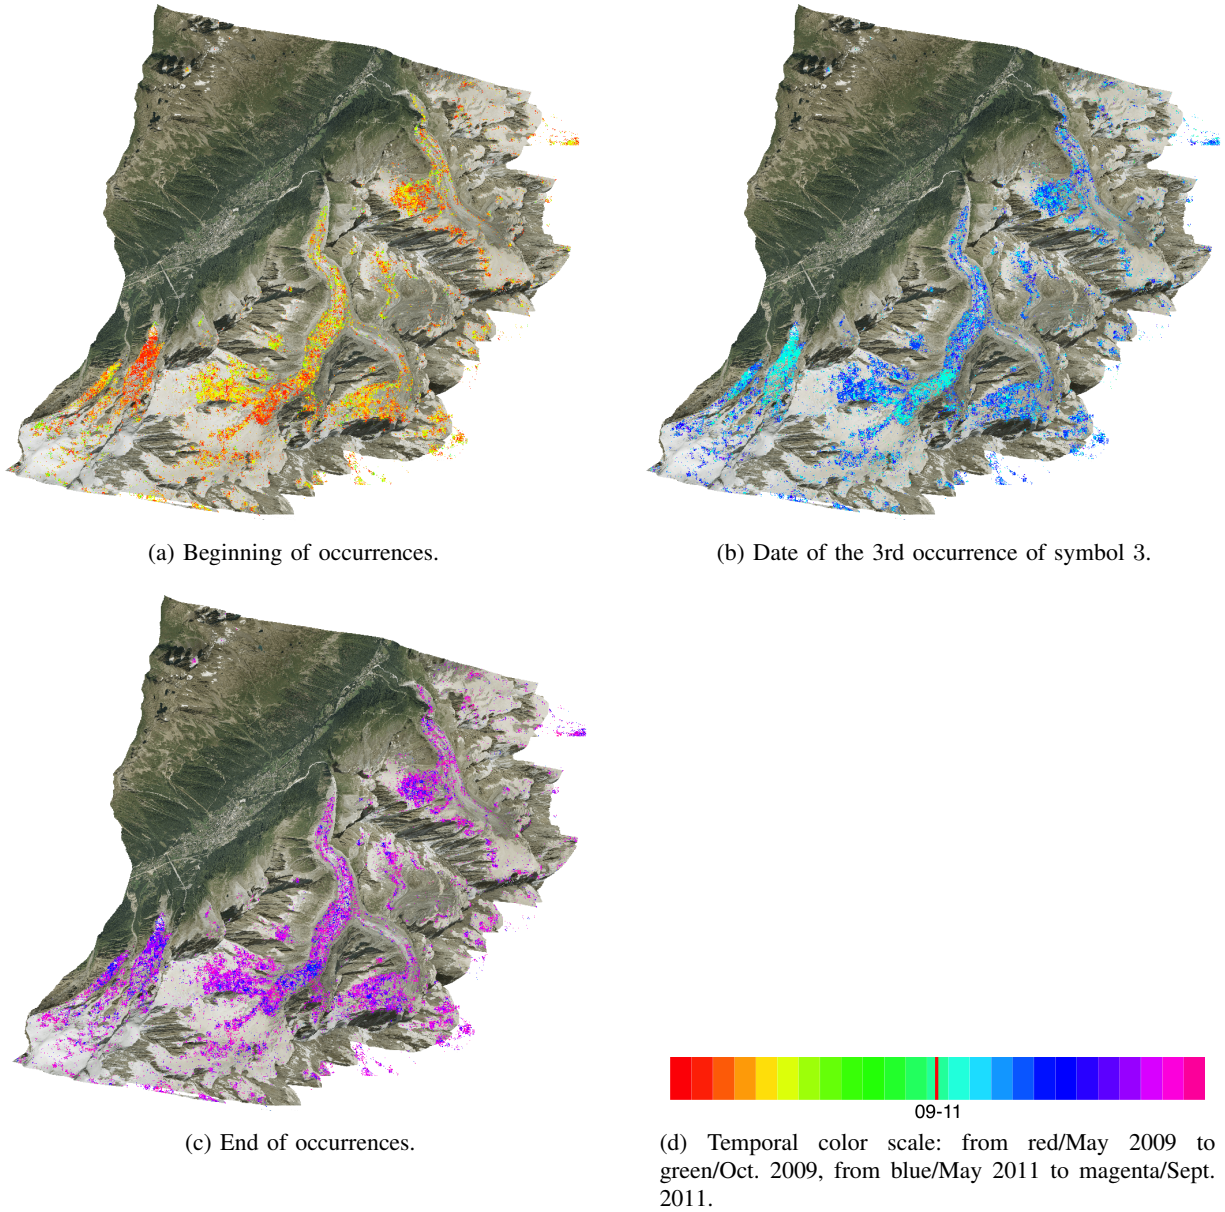 (a) Beginning of occurrences.
(b) Date of the 3rd occurrence of symbol 3.
(c) End of occurrences.
09-11
(d) Temporal color scale: from red/May 2009 to
green/Oct. 2009, from blue/May 2011 to magenta/Sept.
2011.